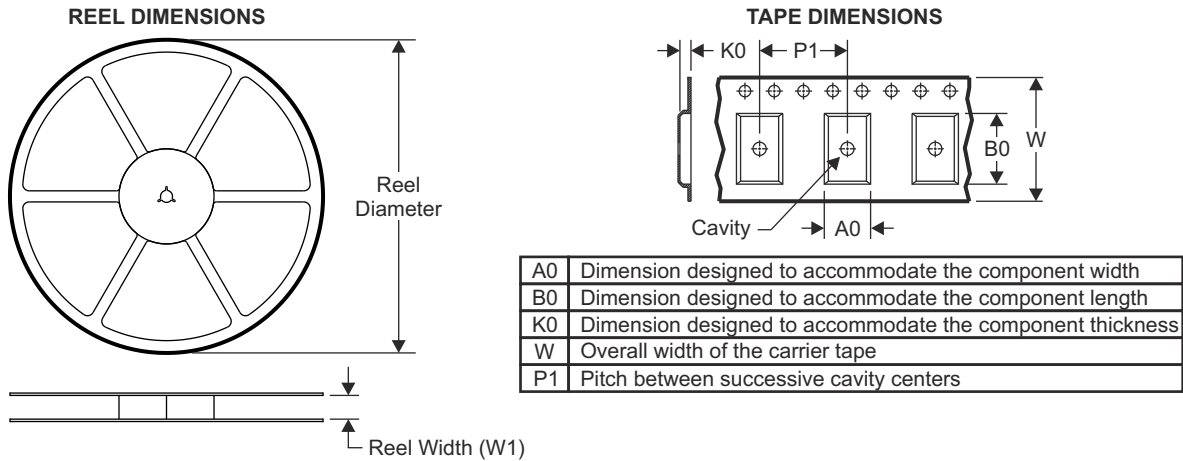 REEL DIMENSIONS
Reel
Diameter
Reel Width (W1)
TAPE DIMENSIONS
K0
P1
B0
W
Cavity
A0
A0 Dimension designed to accommodate the component width
B0 Dimension designed to accommodate the component length
K0 Dimension designed to accommodate the component thickness
W Overall width of the carrier tape
P1 Pitch between successive cavity centers